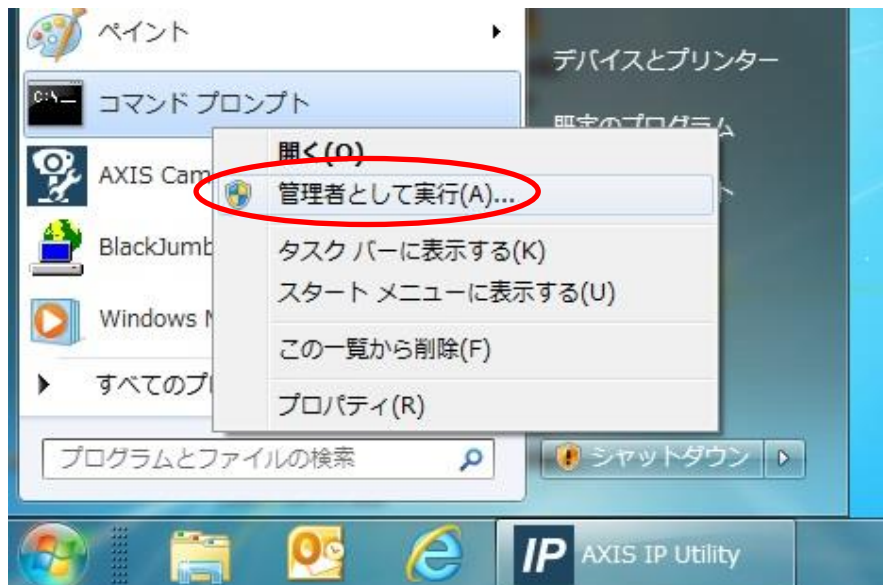 ペイント
デバイスとプリンター
コマンド プロンプト
既定のプログラム
開く(O)
AXIS Cam
管理者として実行(A)...
ト
BlackJumb
タスク バーに表示する(K)
スタート メニューに表示する(U)
Windows
この一覧から削除(F)
すべてのプ
プロパティ(R)
プログラムとファイルの検索
シャットダウン
IP AXIS IP Utility